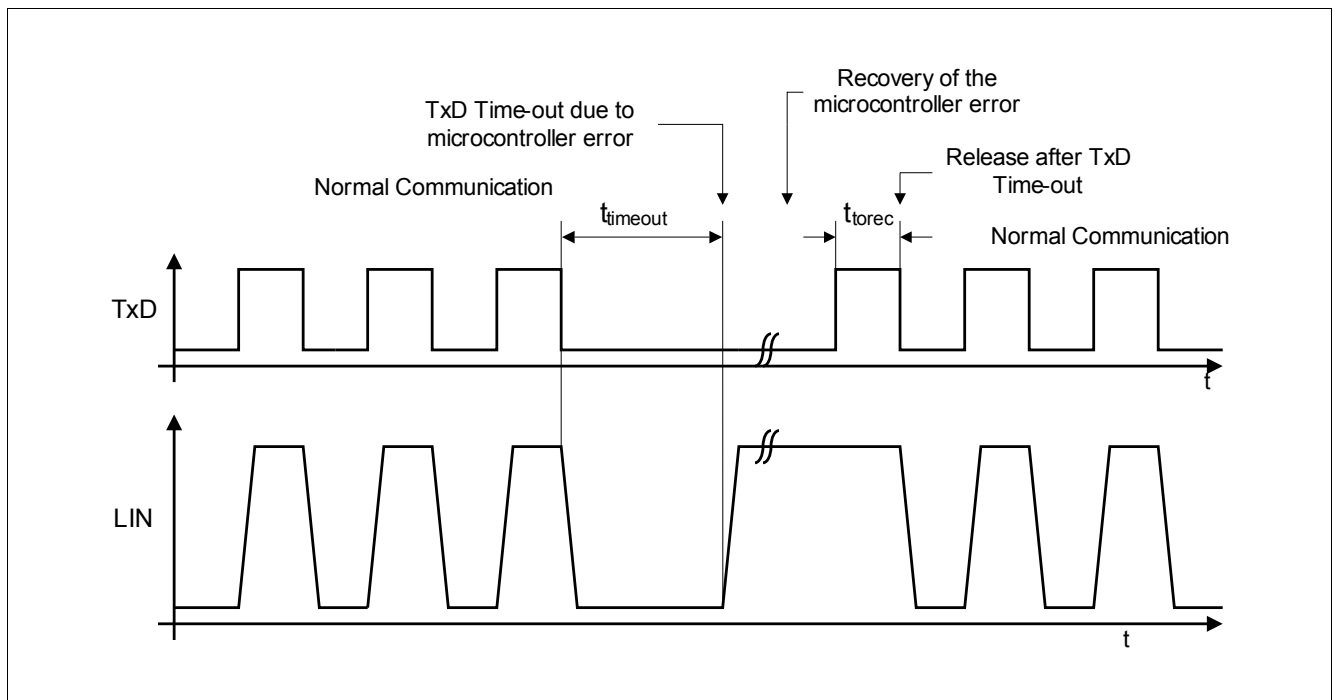 Recovery of the
microcontroller error
TxD Time-out due to
microcontroller error
Release after TxD
Time-out
Normal Communication
ttimeout
ttorec
Normal Communication
TxD
t
LIN
t